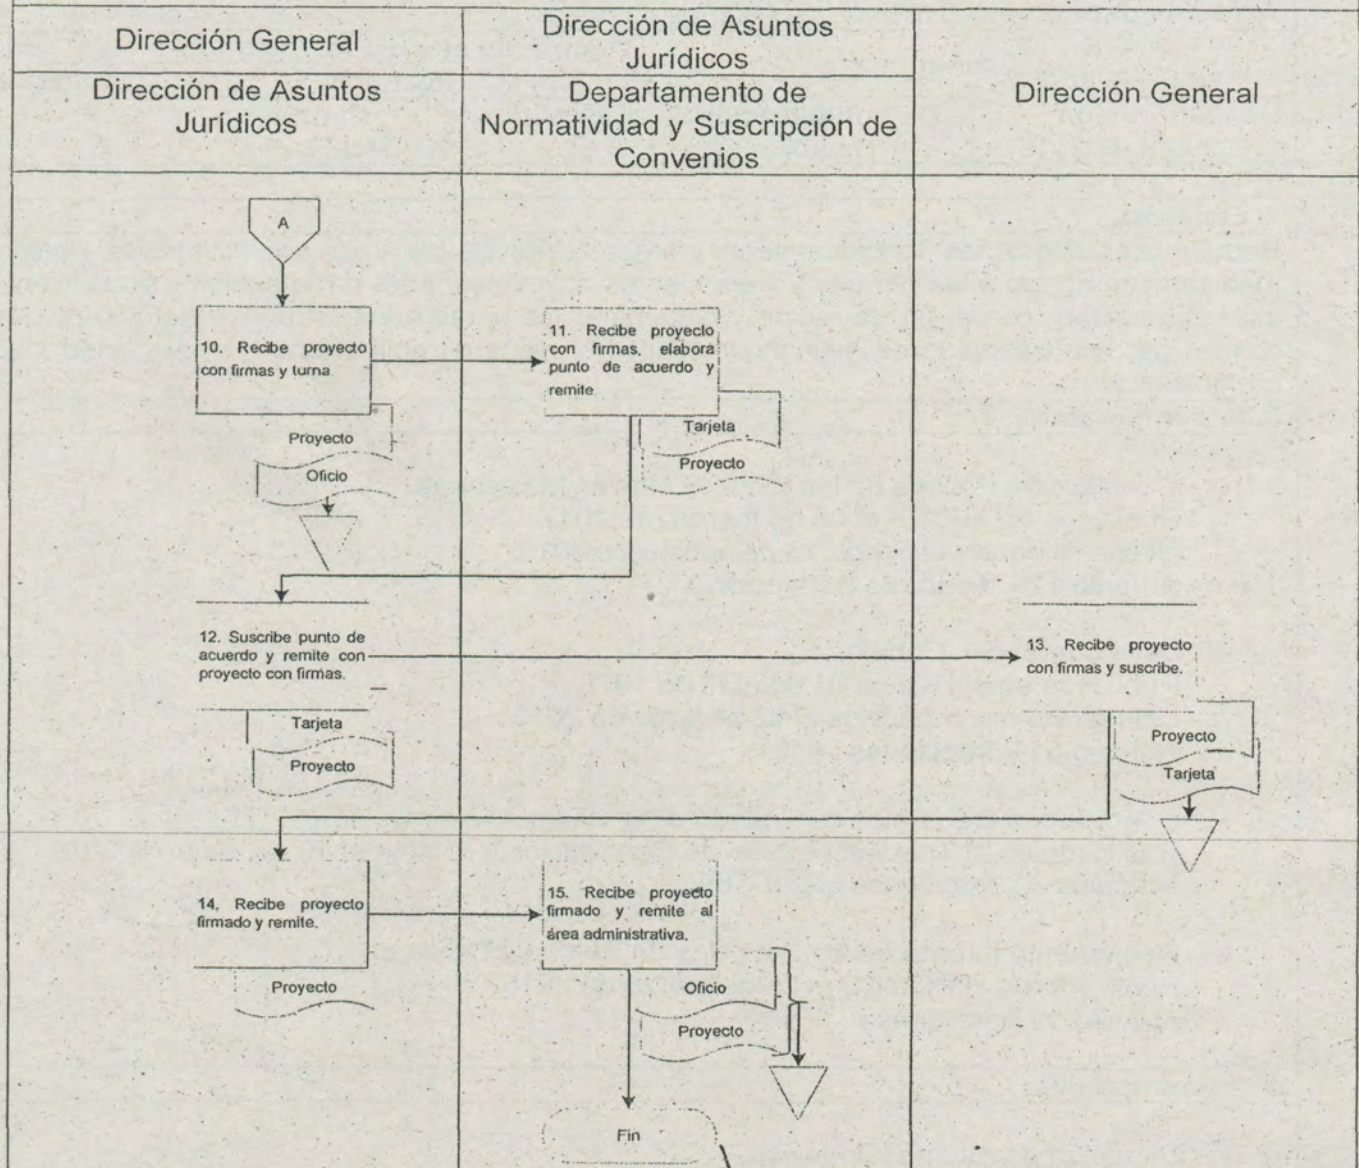 Dirección General
Dirección de Asuntos
Jurídicos
Dirección de Asuntos
Jurídicos
Departamento de
Normatividad y Suscripción de
Convenios
Dirección General
A
10. Recibe proyecto
con firmas y turna.
Proyecto
Oficio
11. Recibe proyecto
con firmas, elabora
punto de acuerdo y
remite
Tarjeta
Proyecto
12. Suscribe punto de
acuerdo y remite con
proyecto con firmas.
Tarjeta
Proyecto
13. Recibe proyecto
con firmas y suscribe.
Proyecto
Tarjeta
14. Recibe proyecto
firmado y remite.
Proyecto
15. Recibe proyecto
firmado y remite al
área administrativa.
Oficio
Proyecto
Fin